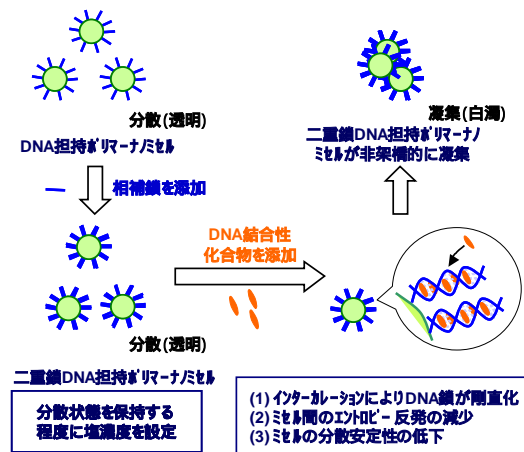 分散(透明)
DNA担持ポリマーナノミセル
相補鎖を添加
分散(透明)
二重鎖DNA担持ポリマーナノミセル
分散状態を保持する
程度に塩濃度を設定
DNA結合性
化合物を添加
凝集(白濁)
二重鎖DNA担持ポリマーナノ
ミセルが非架橋的に凝集
(1) インターカレーションによりDNA鎖が剛直化
(2) ミセル間のエントロピー反発の減少
(3) ミセルの分散安定性の低下